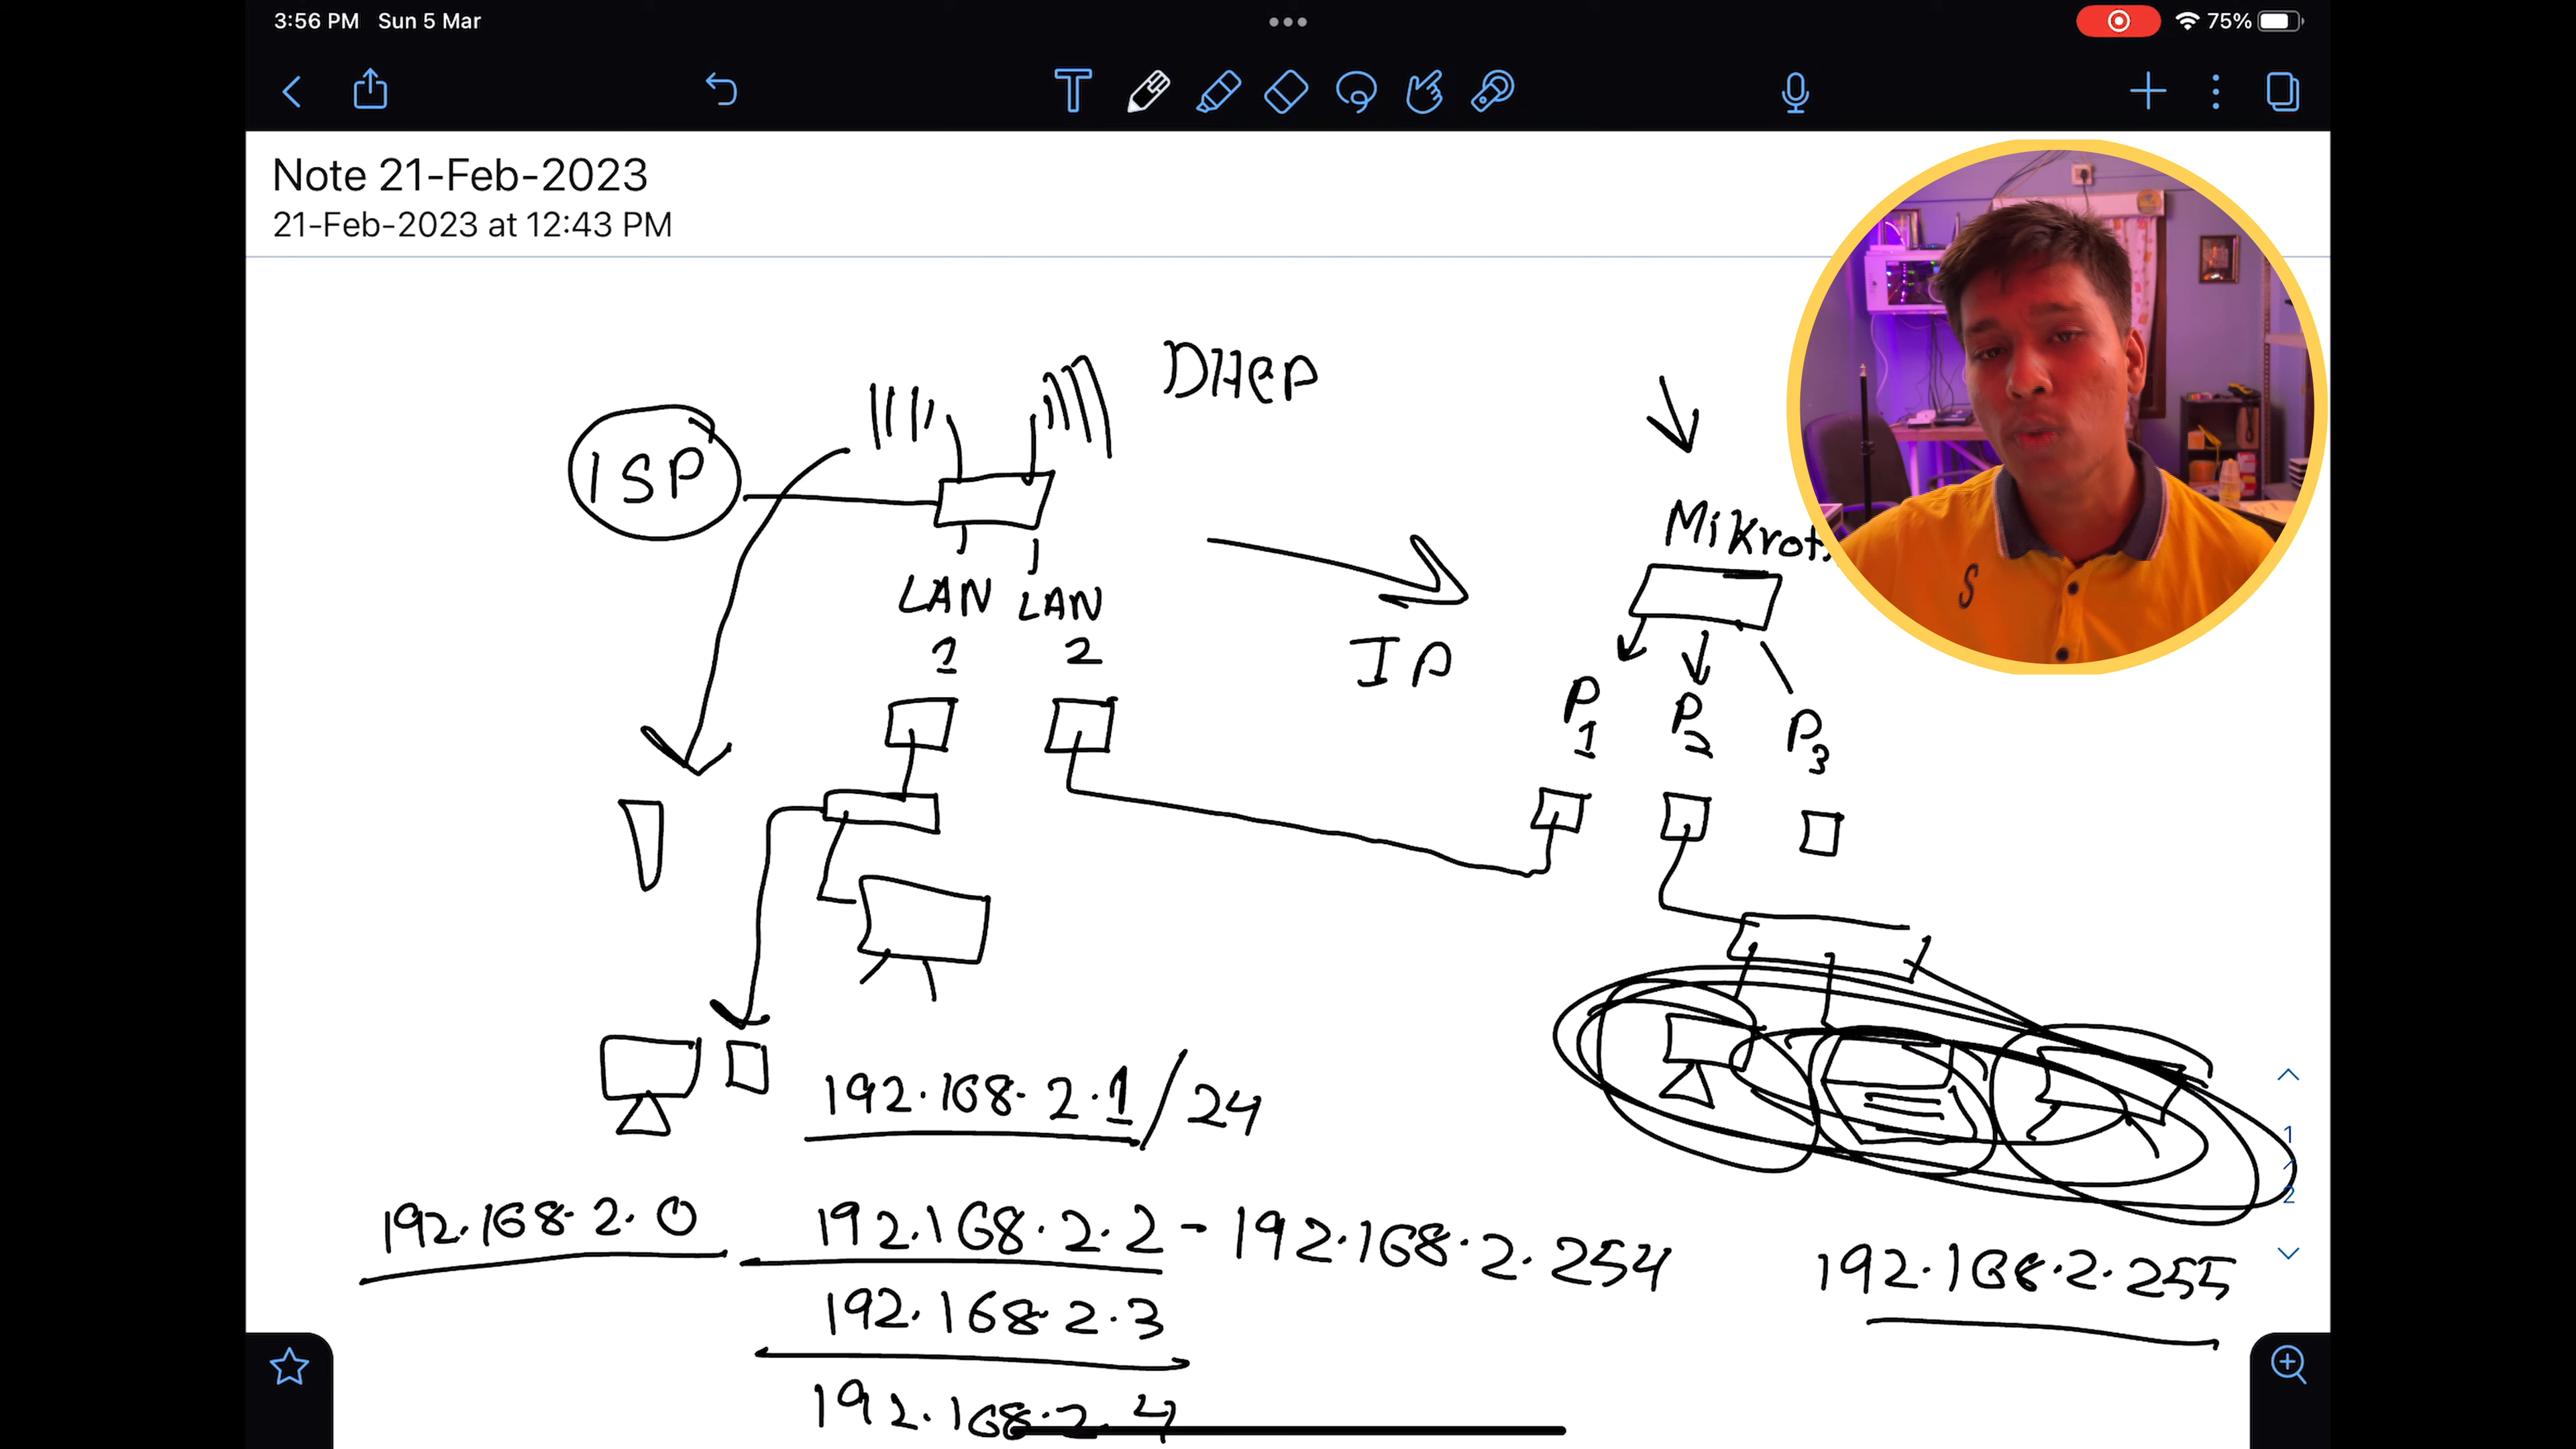 3:56 PM Sun 5 Mar
75%
Note 21-Feb-2023
21-Feb-2023 at 12:43 PM
DHCP
ISP
Mikrot
LAN LAN
1 2
IP
P1 P2 P3
192.168.2.1/24
1
2
192.168.2.0
192.168.2.2 - 192.168.2.254
192.168.2.255
192.168.2.3
192.168.2.4
S